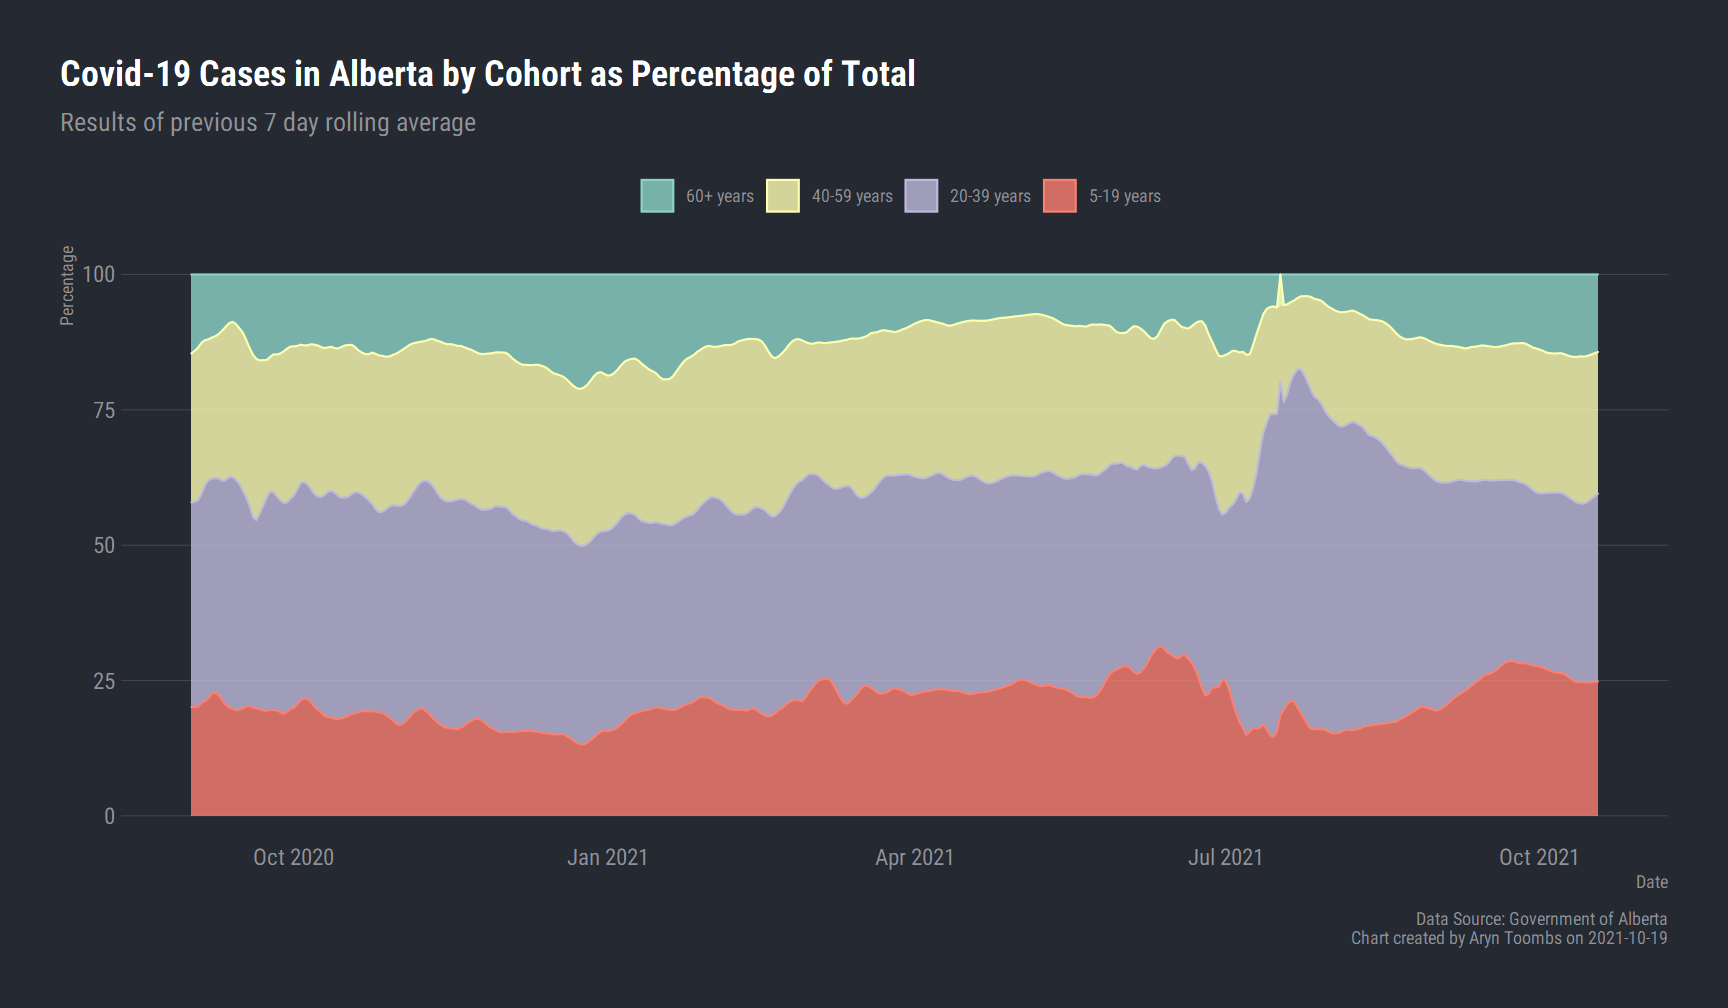 Covid-19 Cases in Alberta by Cohort as Percentage of Total
Results of previous 7 day rolling average
60+ years
40-59 years
20-39 years
5-19 years
Percentage
100
75
50
25
0
Oct 2020
Jan 2021
Apr 2021
Jul 2021
Oct 2021
Date
Data Source: Government of Alberta
Chart created by Aryn Toombs on 2021-10-19